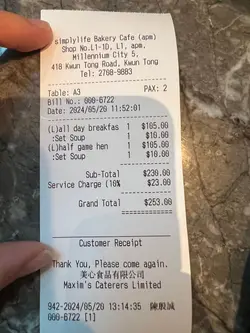 simplylife Bakery Cafe (apm)
Shop No.L1-1D, L1, apm,
Millennium City 5,
418 Kwun Tong Road, Kwun Tong
Tel: 2760-9883
Table: A3 PAX: 2
Bill No.: 000-6722
Date: 2024/05/20 11:52:01
(L)all day breakfas 1 $105.00
:Set Soup 1 $10.00
(L)half game hen 1 $105.00
:Set Soup 1 $10.00
Sub-Total $230.00
Service Charge (10% $23.00
Grand Total $253.00
Customer Receipt
Thank You, Please come again.
美心食品有限公司
Maxim's Caterers Limited
942-2024/05/20 13:14:35
000-6722 [1]